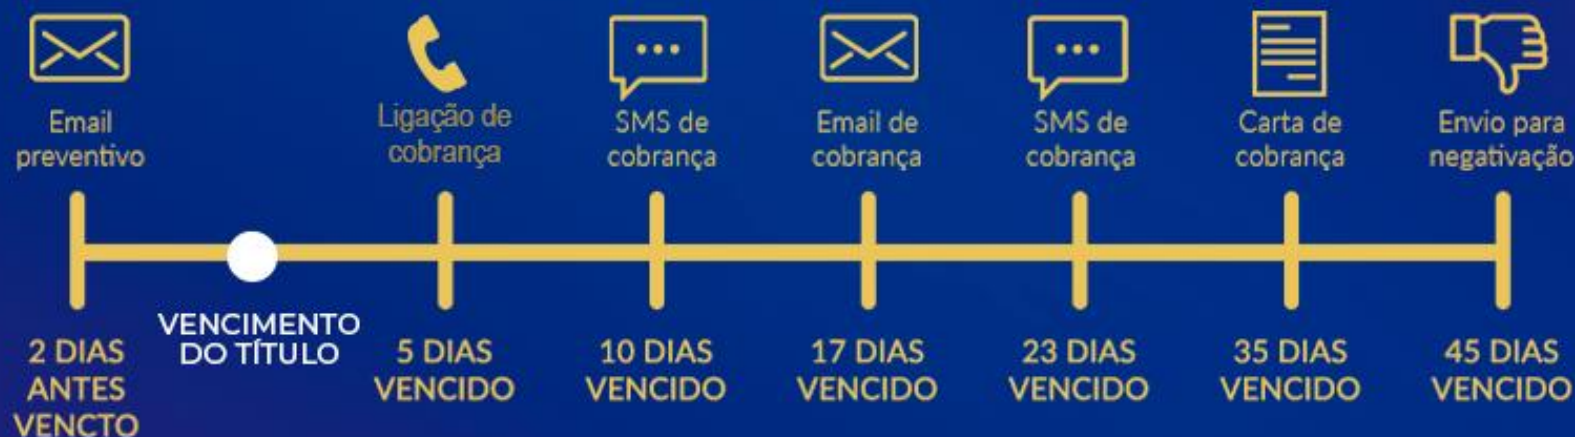 Email
preventivo
Ligação de
cobrança
SMS de
cobrança
Email de
cobrança
SMS de
cobrança
Carta de
cobrança
Envio para
negativação
2 DIAS
ANTES
VENCTO
VENCIMENTO
DO TÍTULO
5 DIAS
VENCIDO
10 DIAS
VENCIDO
17 DIAS
VENCIDO
23 DIAS
VENCIDO
35 DIAS
VENCIDO
45 DIAS
VENCIDO